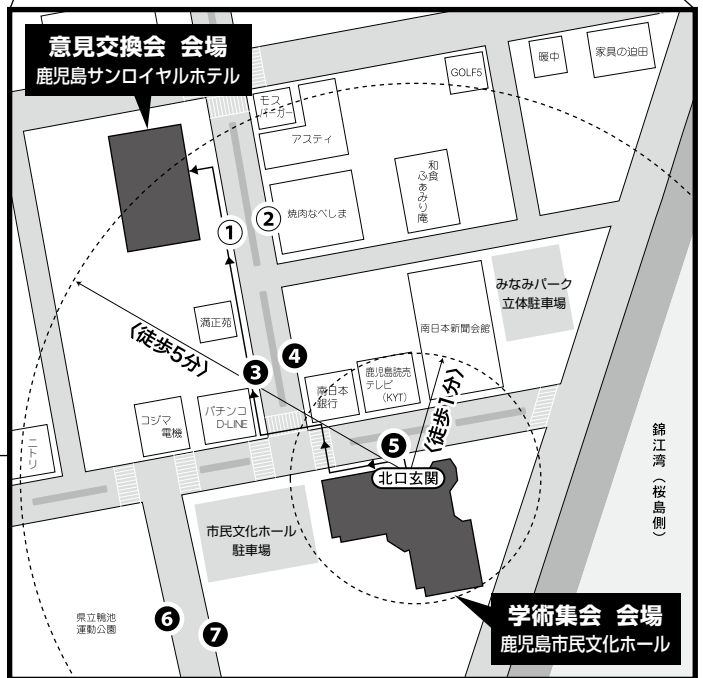 意見交換会 会場
鹿児島サンロイヤルホテル
モス
バーガー
アスティ
GOLF5
暖中
家具の迫田
和食
ふぁみり庵
焼肉なべしま
①
②
みなみパーク
立体駐車場
満正苑
南日本新聞会館
〈徒歩5分〉
❸
❹
鹿児島読売
テレビ
(KYT)
南日本
銀行
〈徒歩1分〉
コジマ
電機
パチンコ
D-LINE
ニトリ
❺
北口玄関
錦江湾（桜島側）
市民文化ホール
駐車場
県立鴨池
運動公園
❻
❼
学術集会 会場
鹿児島市民文化ホール